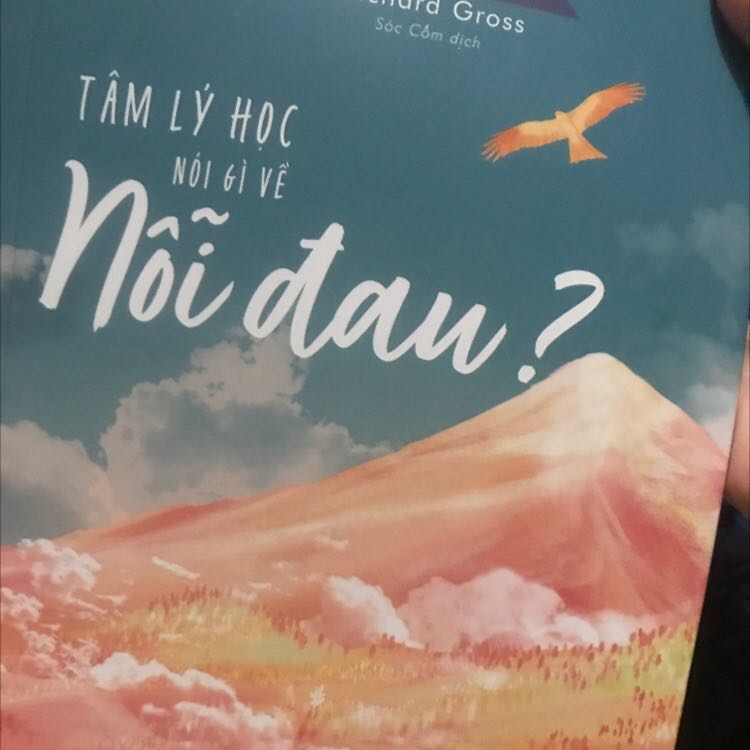 Gross
Sóc Cốm dịch
TÂM LÝ HỌC
NÓI GÌ VỀ
Nỗi đau?